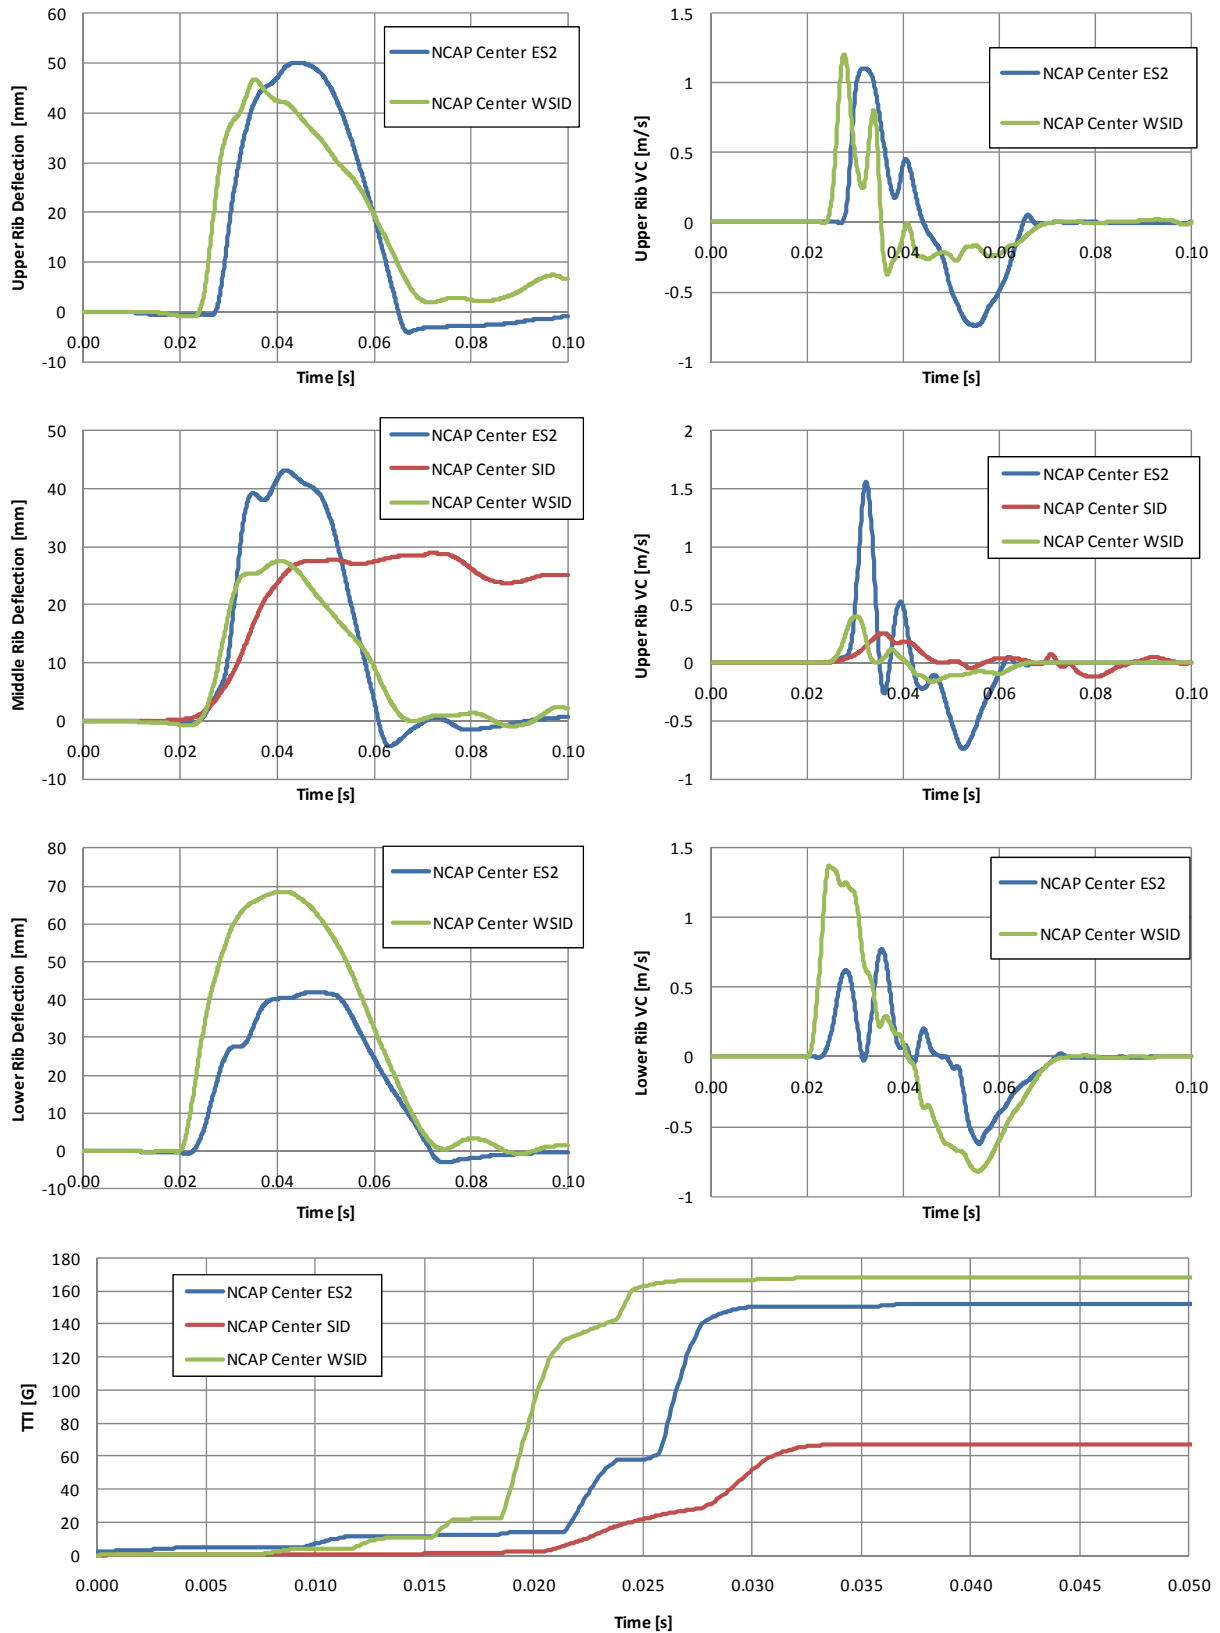 60
50
40
30
20
10
0
-10
0.00 0.02 0.04 0.06 0.08 0.10
Upper Rib Deflection [mm]
Time [s]
NCAP Center ES2
NCAP Center WSID
1.5
1
0.5
0
-0.5
-1
0.00 0.02 0.04 0.06 0.08 0.10
Upper Rib VC [m/s]
Time [s]
NCAP Center ES2
NCAP Center WSID
50
40
30
20
10
0
-10
0.00 0.02 0.04 0.06 0.08 0.10
Middle Rib Deflection [mm]
Time [s]
NCAP Center ES2
NCAP Center SID
NCAP Center WSID
2
1.5
1
0.5
0
-0.5
-1
0.00 0.02 0.04 0.06 0.08 0.10
Upper Rib VC [m/s]
Time [s]
NCAP Center ES2
NCAP Center SID
NCAP Center WSID
80
70
60
50
40
30
20
10
0
-10
0.00 0.02 0.04 0.06 0.08 0.10
Lower Rib Deflection [mm]
Time [s]
NCAP Center ES2
NCAP Center WSID
1.5
1
0.5
0
-0.5
-1
0.00 0.02 0.04 0.06 0.08 0.10
Lower Rib VC [m/s]
Time [s]
NCAP Center ES2
NCAP Center WSID
180
160
140
120
100
80
60
40
20
0
0.000 0.005 0.010 0.015 0.020 0.025 0.030 0.035 0.040 0.045 0.050
TTI [G]
Time [s]
NCAP Center ES2
NCAP Center SID
NCAP Center WSID